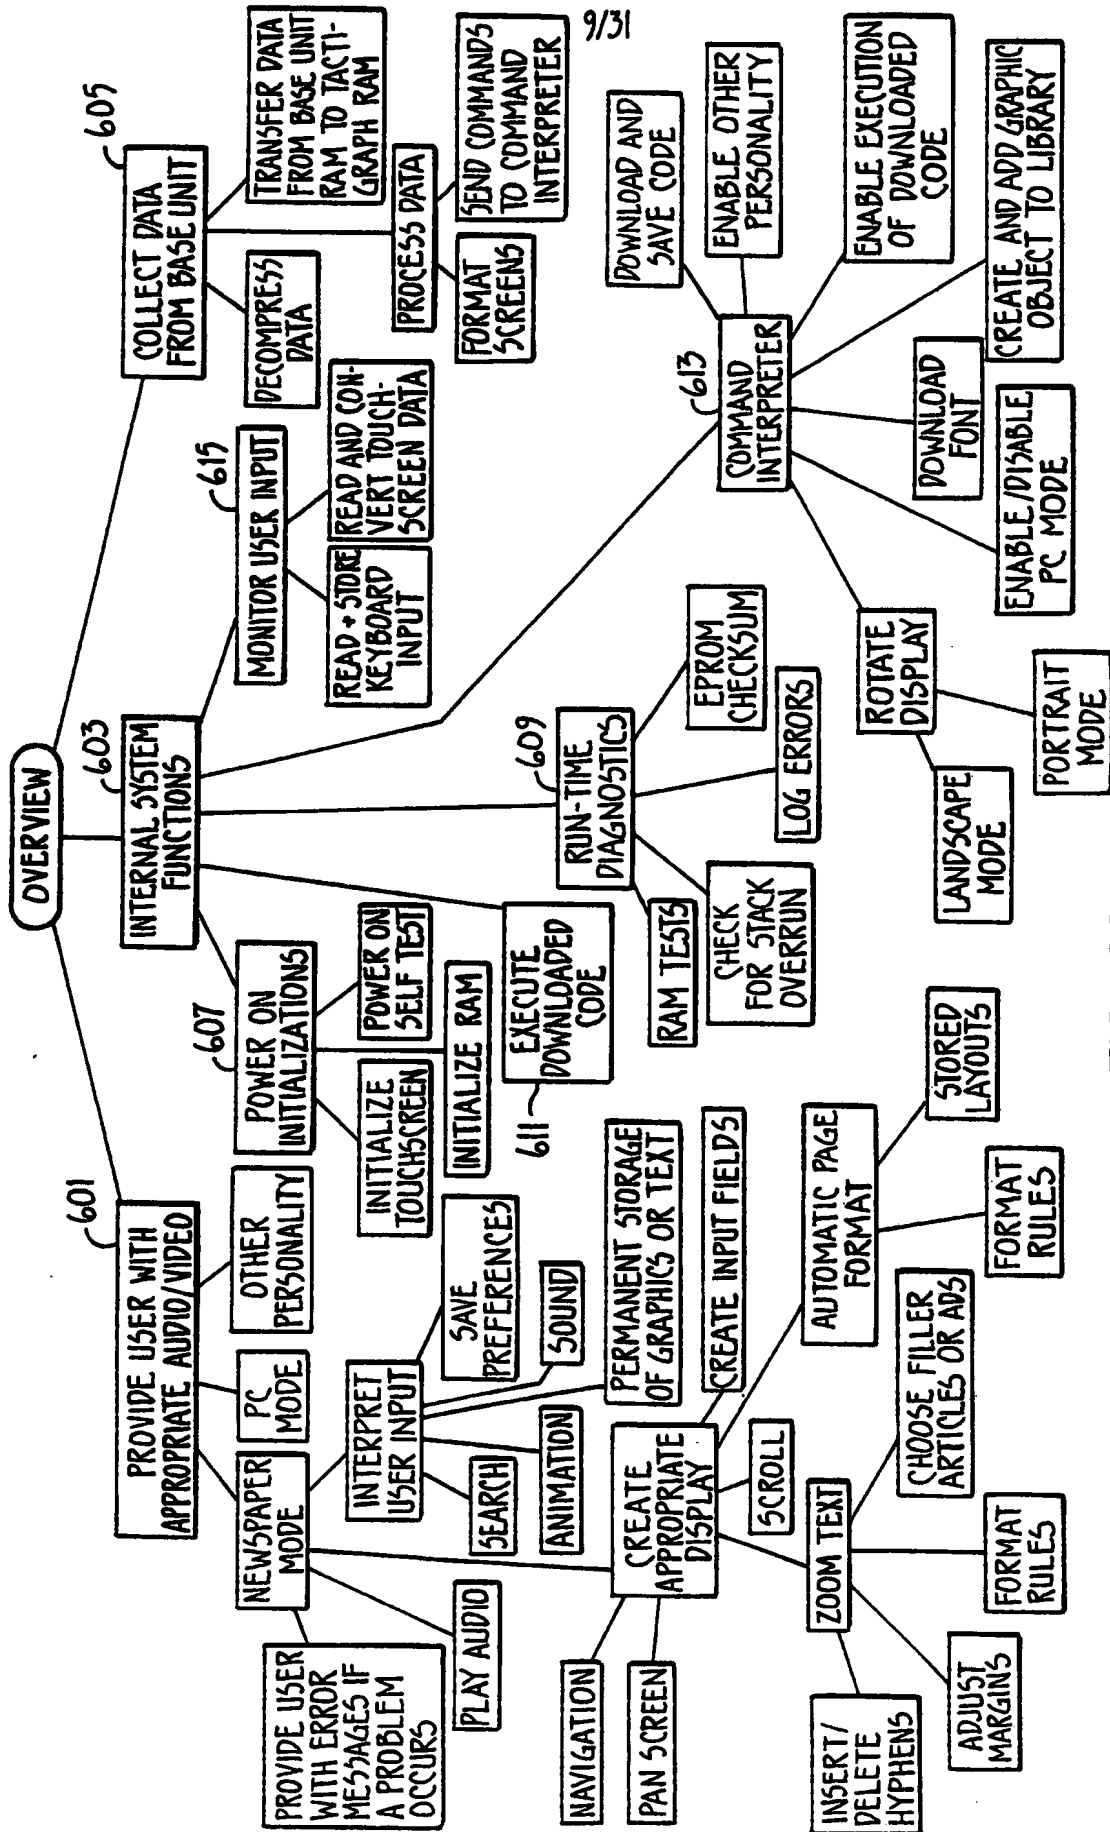 OVERVIEW
601
PROVIDE USER WITH
APPROPRIATE AUDIO/VIDEO
603
INTERNAL SYSTEM
FUNCTIONS
605
COLLECT DATA
FROM BASE UNIT
NEWSPAPER
MODE
PC
MODE
OTHER
PERSONALITY
607
POWER ON
INITIALIZATIONS
615
MONITOR USER INPUT
DECOMPRESS
DATA
TRANSFER DATA
FROM BASE UNIT
RAM TO TACTI-
GRAPH RAM
PROVIDE USER
WITH ERROR
MESSAGES IF
A PROBLEM
OCCURS
PLAY AUDIO
INTERPRET
USER INPUT
SAVE
PREFERENCES
INITIALIZE
TOUCHSCREEN
POWER ON
SELF TEST
INITIALIZE RAM
READ + STORE
KEYBOARD
INPUT
READ AND CON-
VERT TOUCH-
SCREEN DATA
PROCESS DATA
FORMAT
SCREENS
SEND COMMANDS
TO COMMAND
INTERPRETER
SEARCH
ANIMATION
SOUND
PERMANENT STORAGE
OF GRAPHICS OR TEXT
611
EXECUTE
DOWNLOADED
CODE
609
RUN-TIME
DIAGNOSTICS
9/31
NAVIGATION
PAN SCREEN
CREATE
APPROPRIATE
DISPLAY
CREATE INPUT FIELDS
RAM TESTS
CHECK
FOR STACK
OVERRUN
LOG ERRORS
EPROM
CHECKSUM
613
COMMAND
INTERPRETER
DOWNLOAD AND
SAVE CODE
ENABLE OTHER
PERSONALITY
ENABLE EXECUTION
OF DOWNLOADED
CODE
CREATE AND ADD GRAPHIC
OBJECT TO LIBRARY
DOWNLOAD
FONT
ENABLE/DISABLE
PC MODE
ROTATE
DISPLAY
LANDSCAPE
MODE
PORTRAIT
MODE
SCROLL
ZOOM TEXT
AUTOMATIC PAGE
FORMAT
INSERT/
DELETE
HYPHENS
ADJUST
MARGINS
FORMAT
RULES
CHOOSE FILLER
ARTICLES OR ADS
FORMAT
RULES
STORED
LAYOUTS